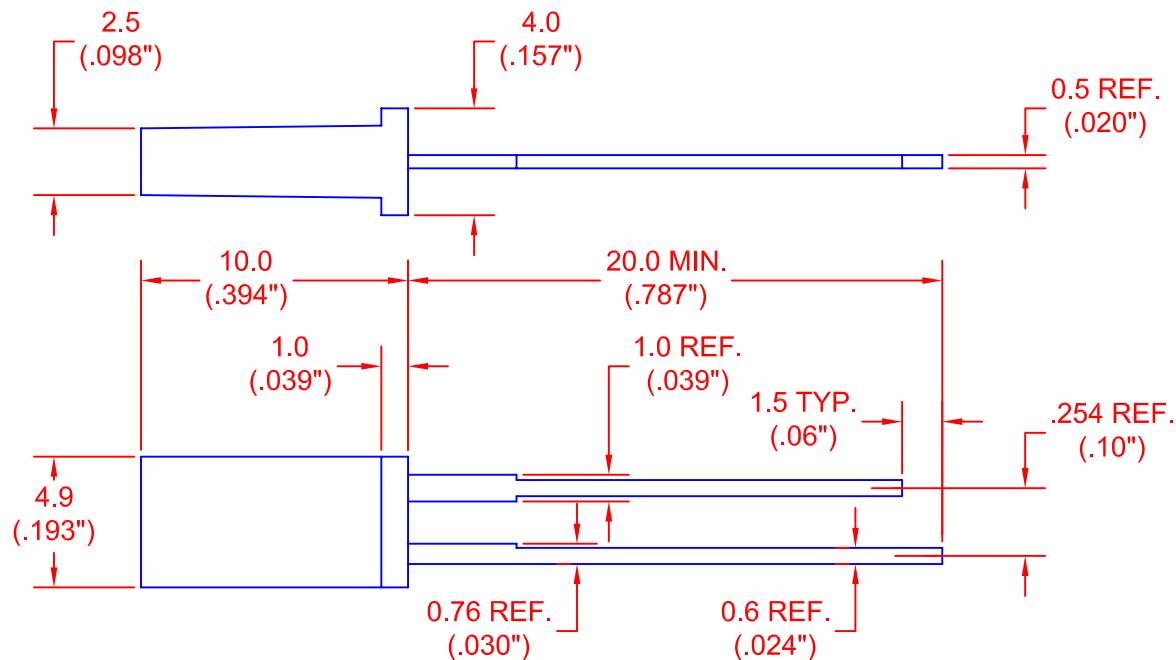 2.5
(.098")
4.0
(.157")
0.5 REF.
(.020")
10.0
(.394")
20.0 MIN.
(.787")
1.0
(.039")
1.0 REF.
(.039")
1.5 TYP.
(.06")
.254 REF.
(.10")
4.9
(.193")
0.76 REF.
(.030")
0.6 REF.
(.024")